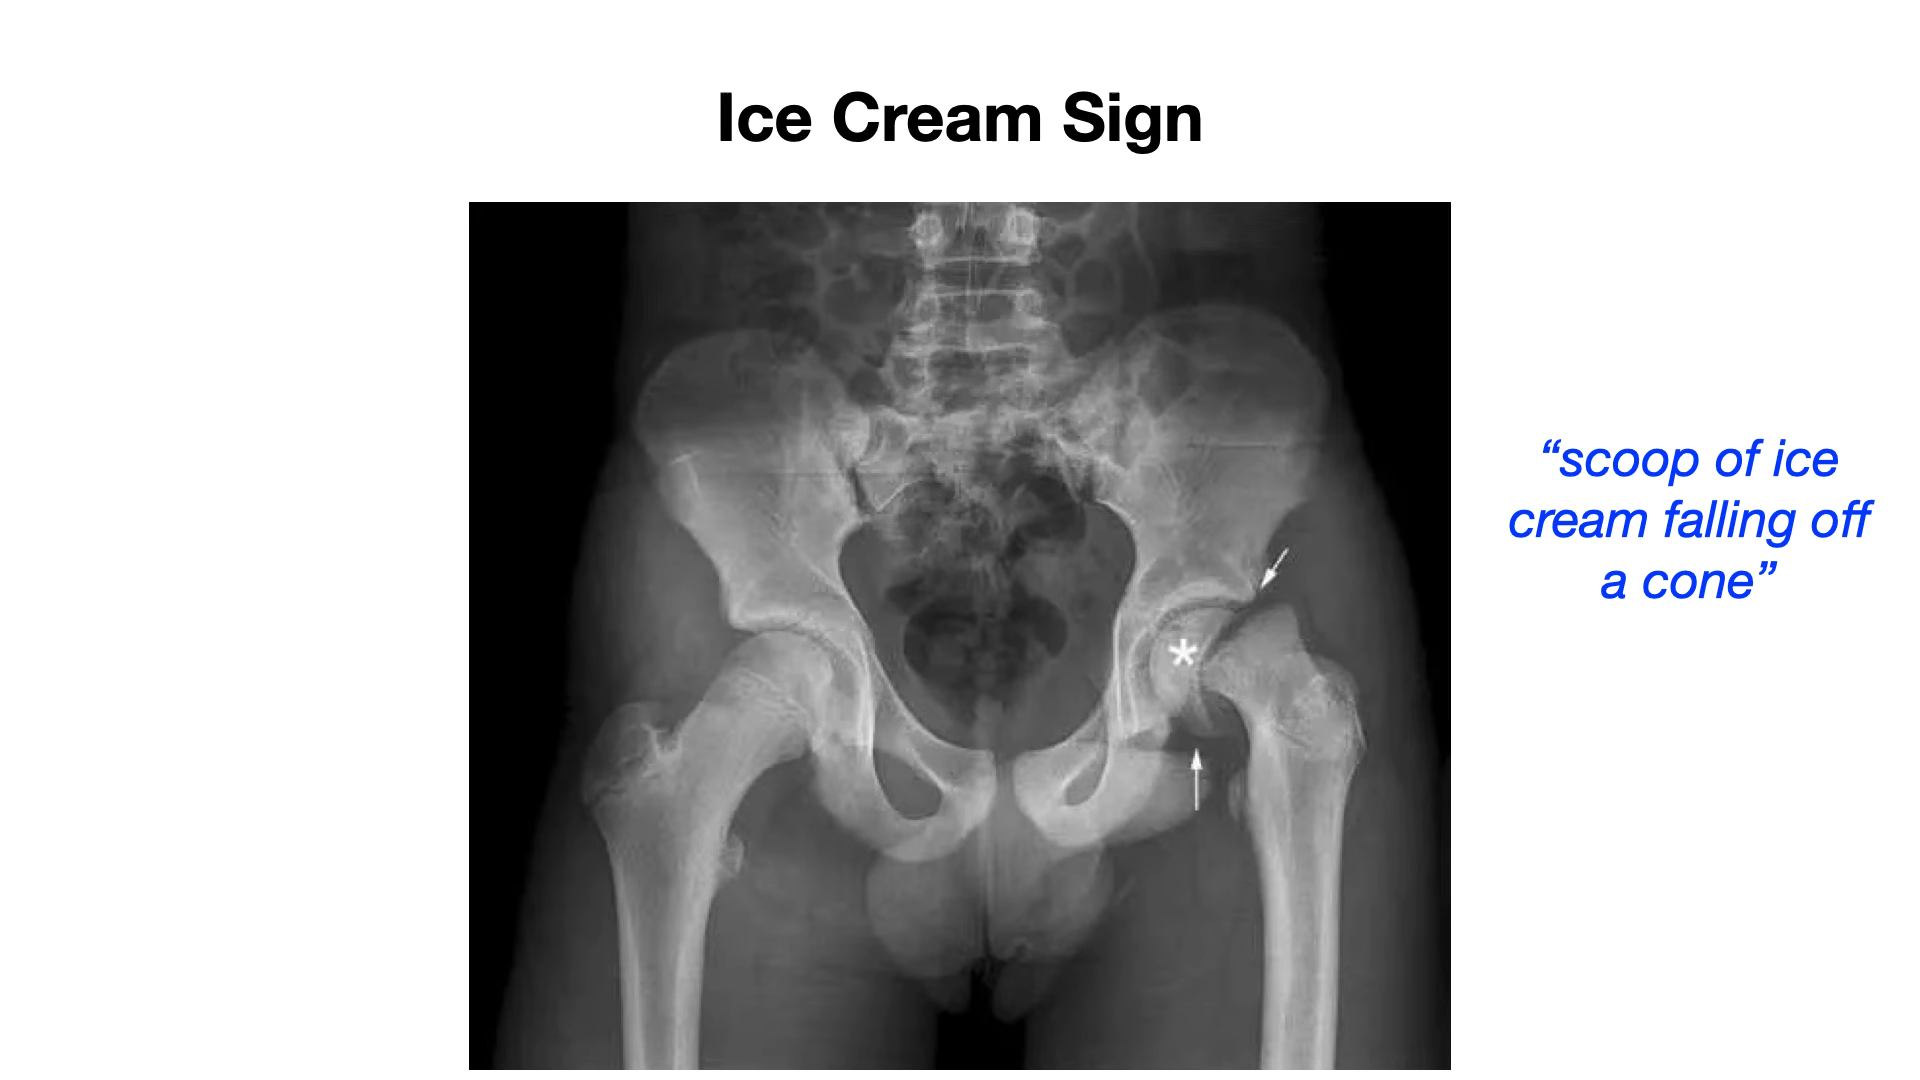 Ice Cream Sign
“scoop of ice
cream falling off
a cone”
*